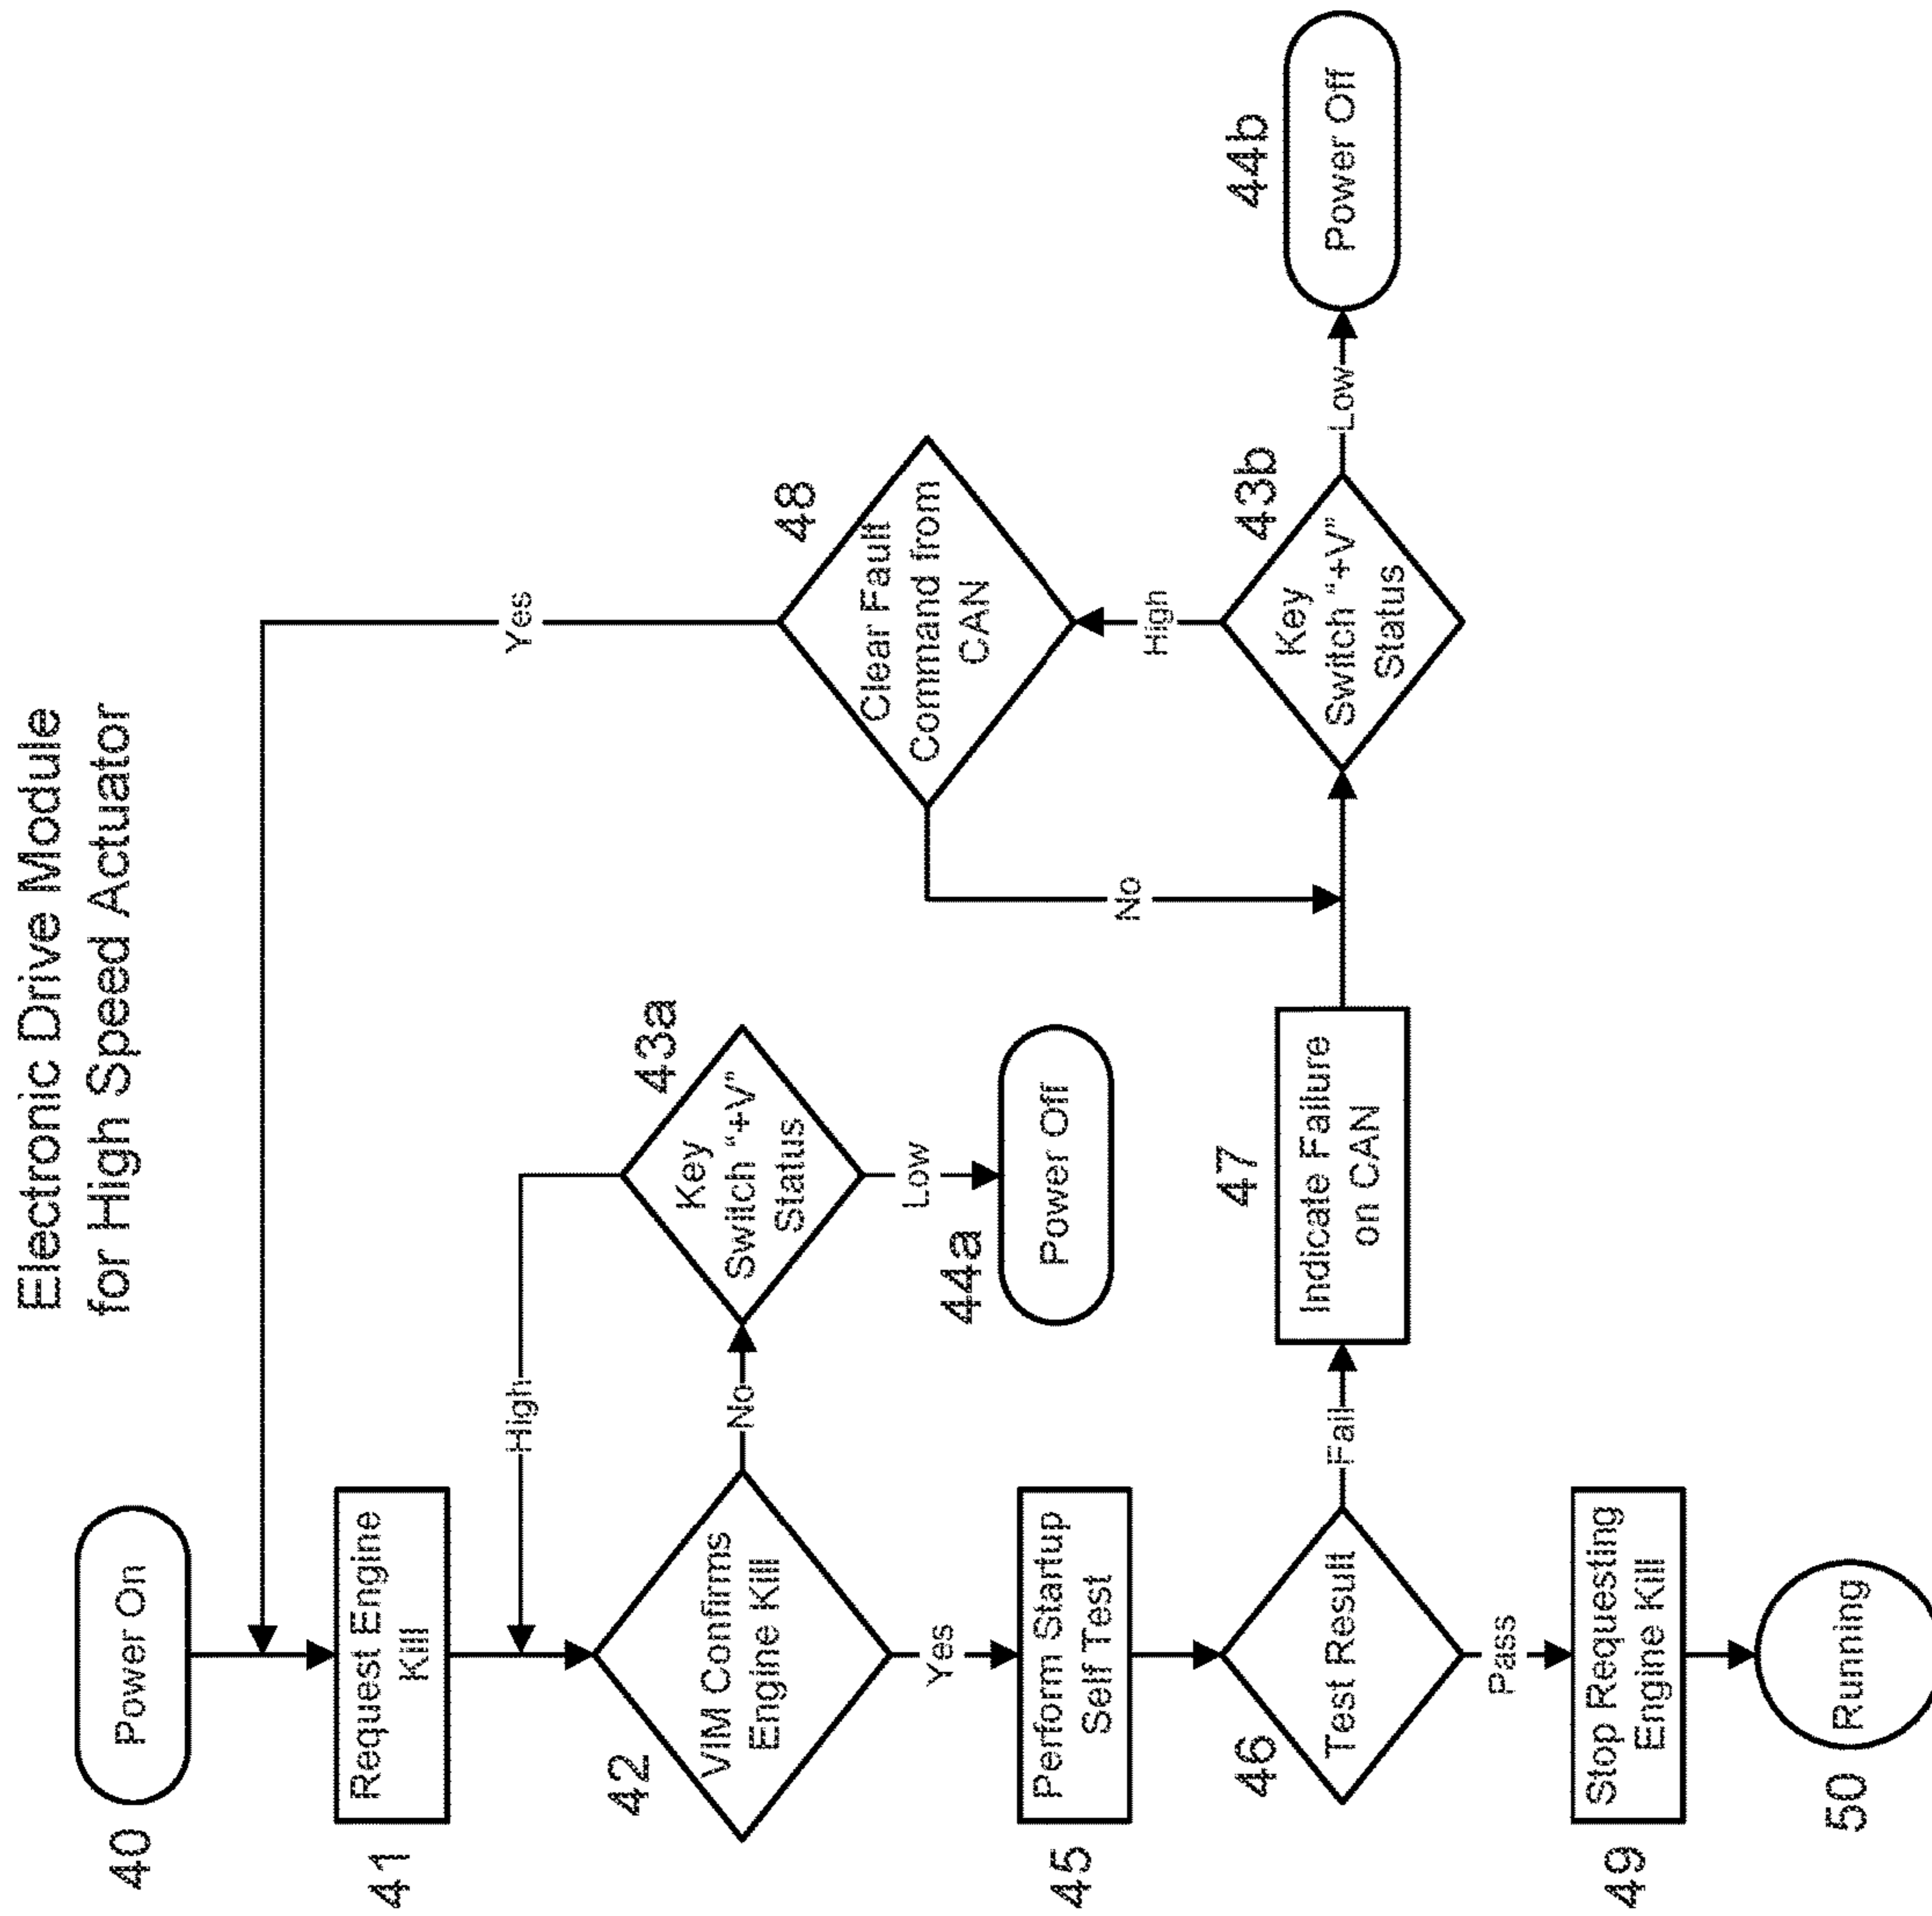 Electronic Drive Module
for High Speed Actuator
40
Power On
41
Request Engine
Kill
42
VIM Confirms
Engine Kill
No
High
43a
Key
Switch "+V"
Status
Low
44a
Power Off
Yes
45
Perform Startup
Self Test
46
Test Result
Fail
47
Indicate Failure
on CAN
43b
Key
Switch "+V"
Status
Low
44b
Power Off
High
48
Clear Fault
Command from
CAN
No
Yes
Pass
49
Stop Requesting
Engine Kill
50
Running